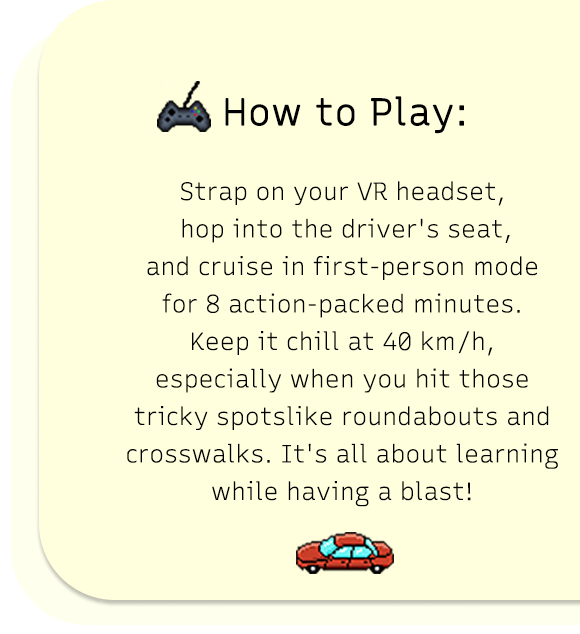 How to Play:
Strap on your VR headset,
hop into the driver's seat,
and cruise in first-person mode
for 8 action-packed minutes.
Keep it chill at 40 km/h,
especially when you hit those
tricky spotslike roundabouts and
crosswalks. It's all about learning
while having a blast!